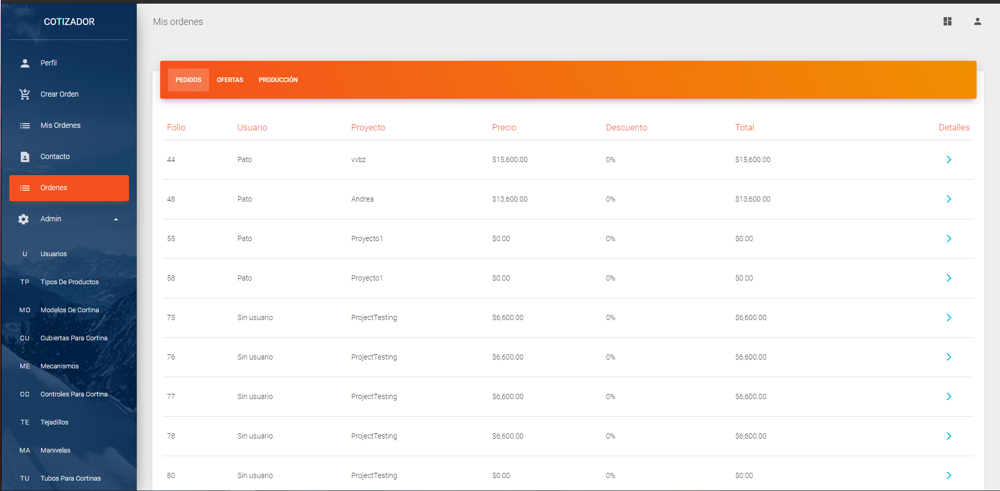 COTIZADOR
Perfil
Crear Orden
Mis Ordenes
Contacto
Ordenes
Admin
U Usuarios
TP Tipos De Productos
MO Modelos De Cortina
CU Cubiertas Para Cortina
ME Mecanismos
CC Controles Para Cortina
TE Tejadillos
MA Manivelas
TU Tubos Para Cortinas
Mis ordenes
PEDIDOS OFERTAS PRODUCCIÓN
Folio Usuario Proyecto Precio Descuento Total Detalles
44 Pato vvbz $15,600.00 0% $15,600.00
48 Pato Andrea $13,600.00 0% $13,600.00
55 Pato Proyecto1 $0.00 0% $0.00
58 Pato Proyecto1 $0.00 0% $0.00
75 Sin usuario ProjectTesting $6,600.00 0% $6,600.00
76 Sin usuario ProjectTesting $6,600.00 0% $6,600.00
77 Sin usuario ProjectTesting $6,600.00 0% $6,600.00
78 Sin usuario ProjectTesting $6,600.00 0% $6,600.00
80 Sin usuario ProjectTesting $0.00 0% $0.00